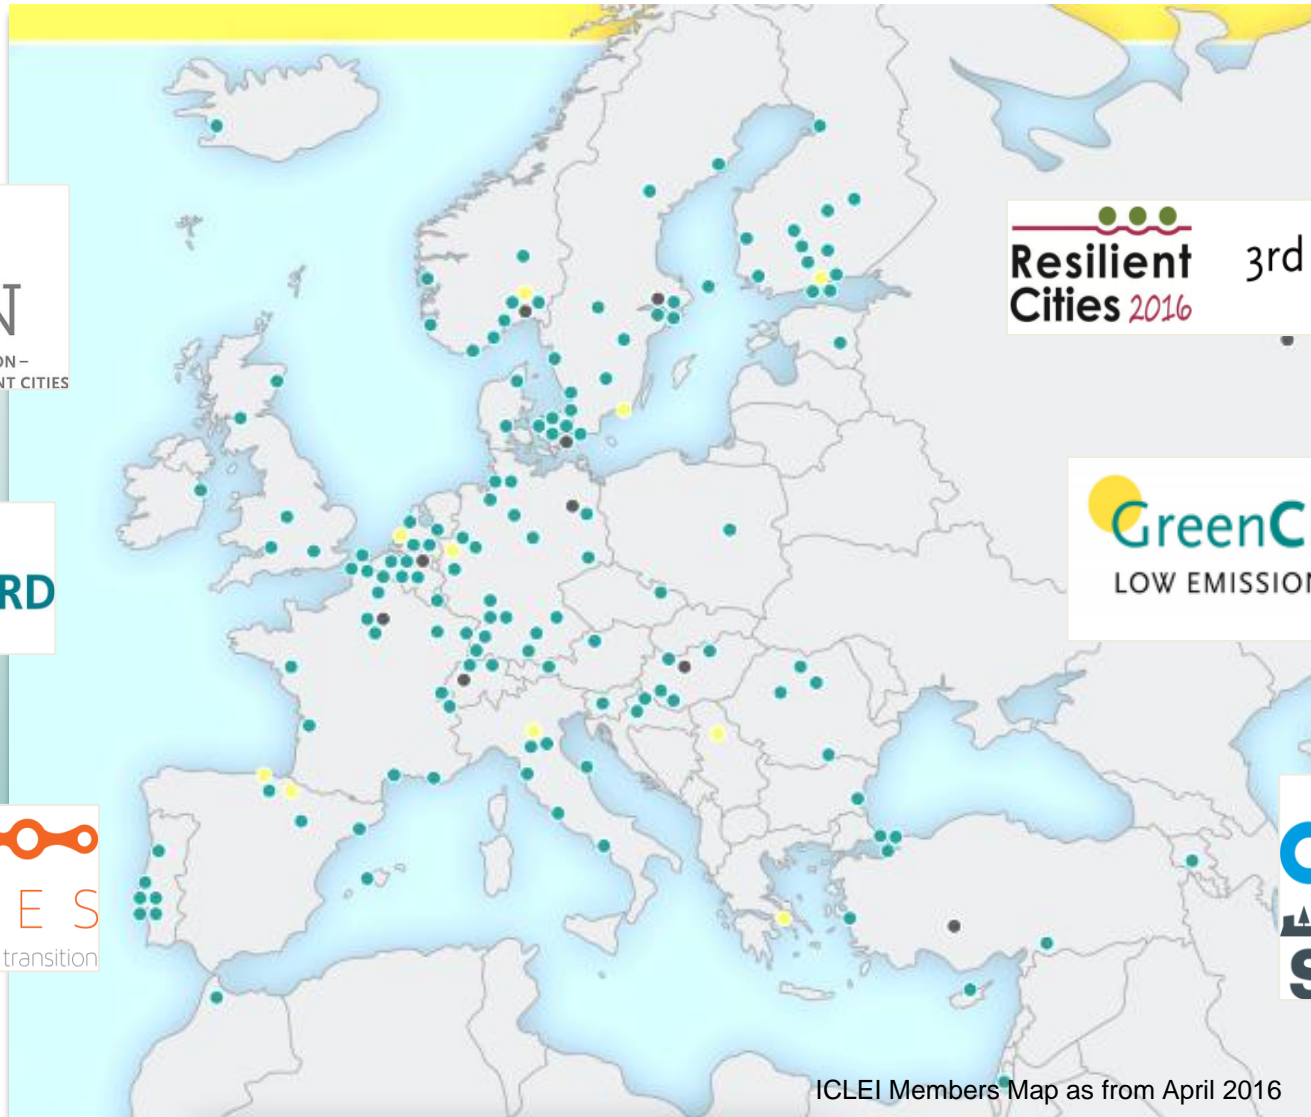 N
ON –
NT CITIES
RD
E S
transition
Resilient
Cities 2016
3rd
GreenC
LOW EMISSION
S
ICLEI Members Map as from April 2016